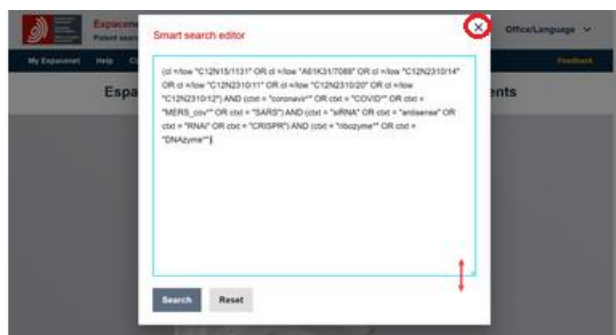 Espacenet
Patent sear
Smart search editor
Office/Language
My Espacenet Help Cl
Feedback
Espa
ents
(cl =/low "C12N15/1131" OR cl =/low "A61K31/7088" OR cl =/low "C12N2310/14"
OR cl =/low "C12N2310/11" OR cl =/low "C12N2310/20" OR cl =/low
"C12N2310/12") AND (ctxt = "coronavir*" OR ctxt = "COVID*" OR ctxt =
"MERS_cov*" OR ctxt = "SARS") AND (ctxt = "siRNA" OR ctxt = "antisense" OR
ctxt = "RNAi" OR ctxt = "CRISPR") AND (ctxt = "ribozyme*" OR ctxt =
"DNAzyme*")
Search Reset